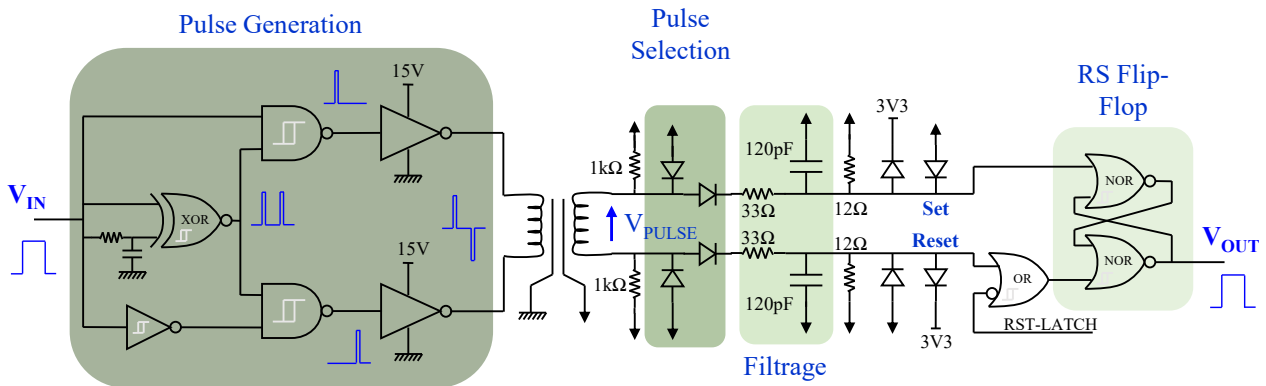 Pulse Generation
Pulse
Selection
RS Flip-
Flop
15V
3V3
120pF
1kΩ
XOR
NOR
V_IN
33Ω
12Ω
Set
V_PULSE
33Ω
12Ω
Reset
V_OUT
NOR
15V
1kΩ
120pF
OR
RST-LATCH
3V3
Filtrage